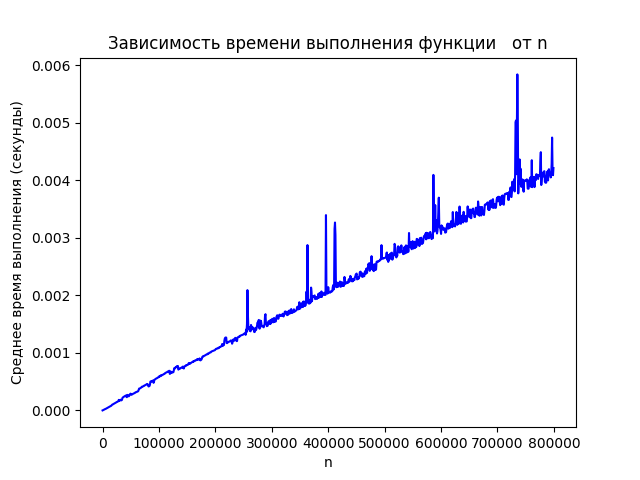 Зависимость времени выполнения функции   от n
Среднее время выполнения (секунды)
0.006
0.005
0.004
0.003
0.002
0.001
0.000
0 100000 200000 300000 400000 500000 600000 700000 800000
n